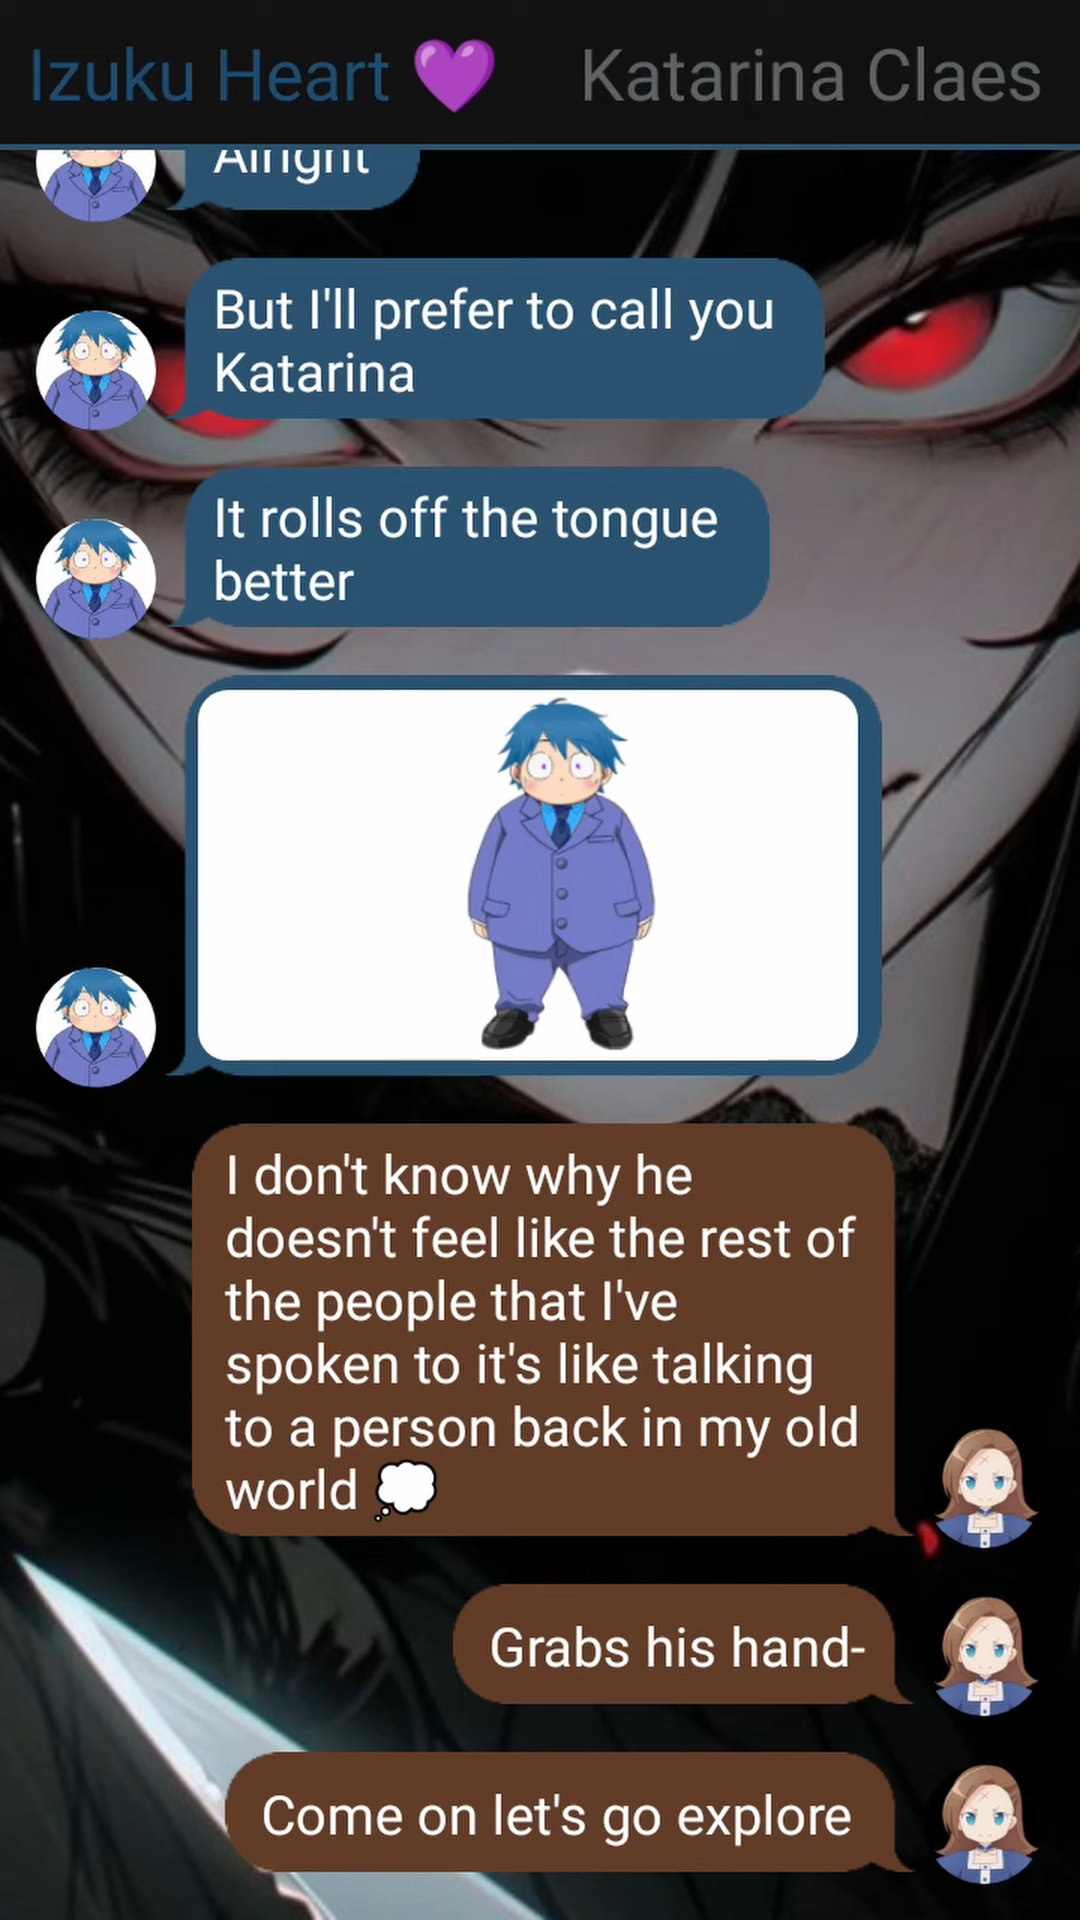 Izuku Heart 💜 Katarina Claes
Alright
But I'll prefer to call you
Katarina
It rolls off the tongue
better
I don't know why he
doesn't feel like the rest of
the people that I've
spoken to it's like talking
to a person back in my old
world 💭
Grabs his hand-
Come on let's go explore